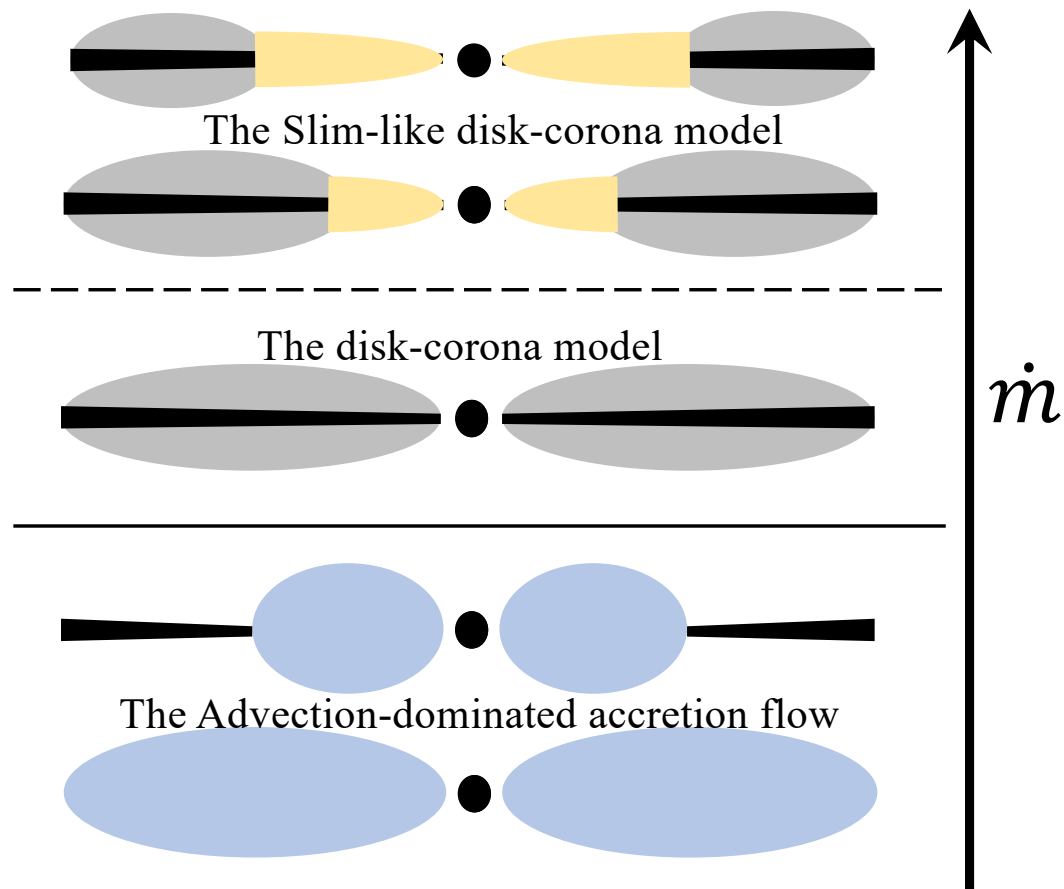 The Slim-like disk-corona model
The disk-corona model
ṁ
The Advection-dominated accretion flow